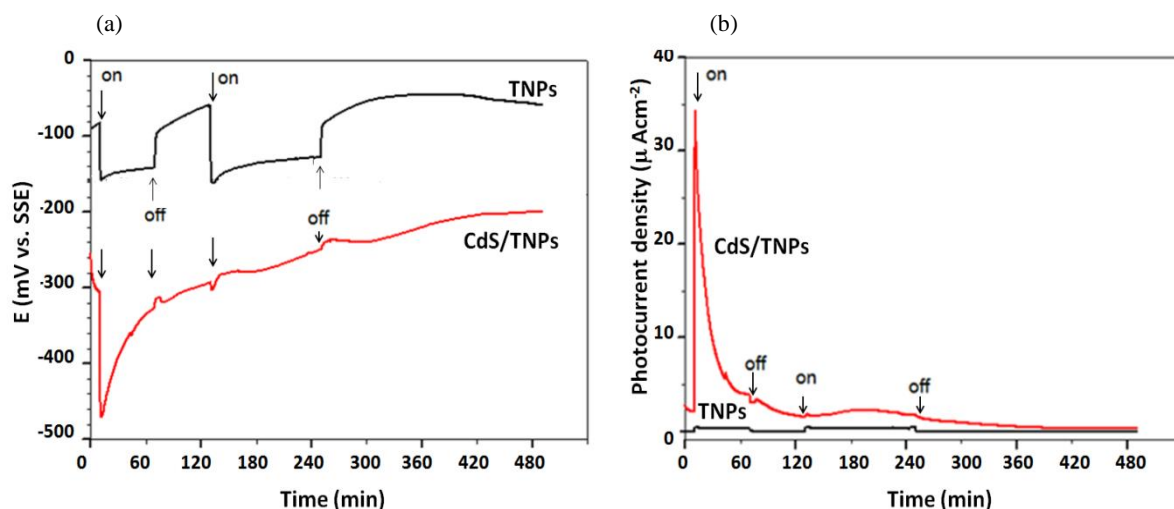 (a)
(b)
0
-100
-200
-300
-400
-500
E (mV vs. SSE)
on
on
TNPs
off
off
CdS/TNPs
0
60
120
180
240
300
360
420
480
Time (min)
40
30
20
10
0
Photocurrent density (μ Acm-2)
on
CdS/TNPs
off
on
off
TNPs
0
60
120
180
240
300
360
420
480
Time (min)